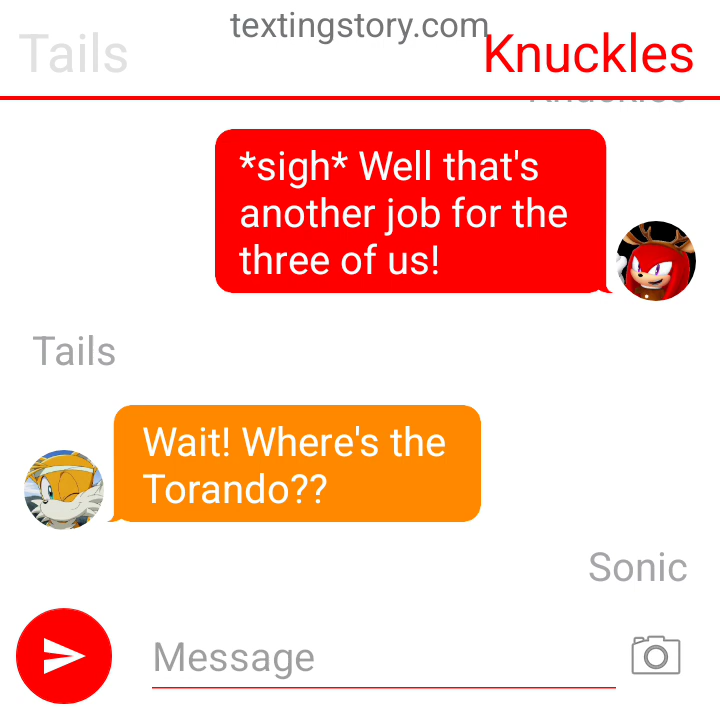 textingstory.com
Tails
Knuckles
*sigh* Well that's
another job for the
three of us!
Tails
Wait! Where's the
Torando??
Sonic
Message